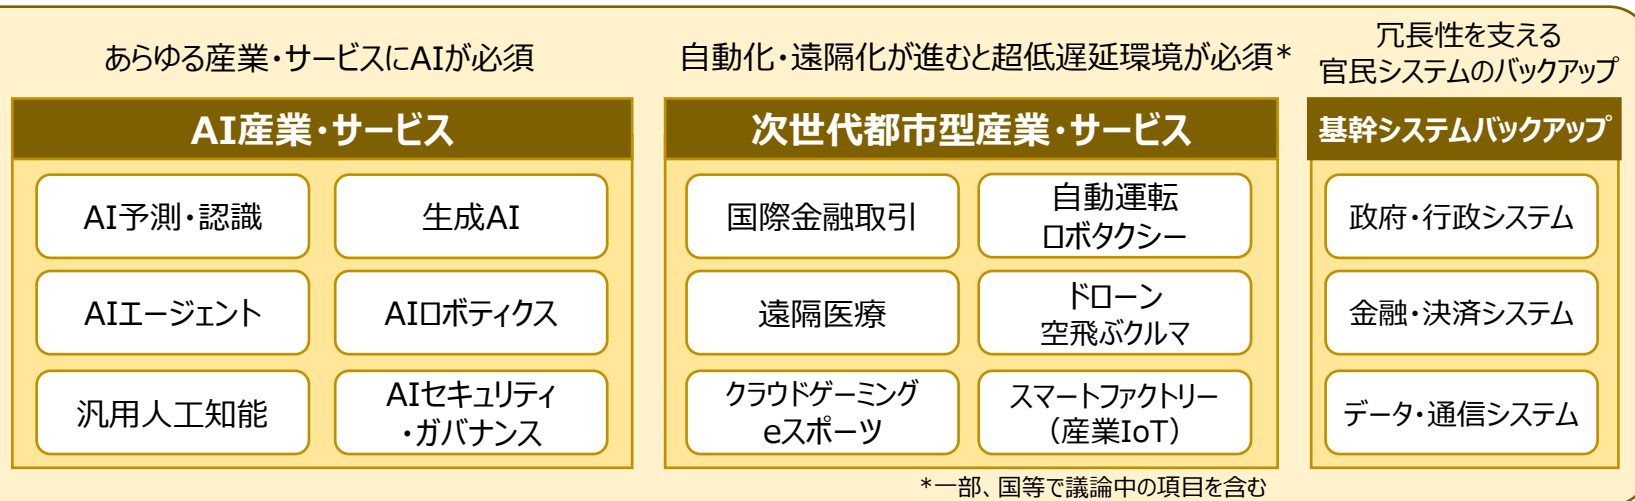 あらゆる産業・サービスにAIが必須
AI産業・サービス
AI予測・認識
生成AI
AIエージェント
AIロボティクス
汎用人工知能
AIセキュリティ
・ガバナンス
自動化・遠隔化が進むと超低遅延環境が必須*
次世代都市型産業・サービス
国際金融取引
自動運転
ロボタクシー
遠隔医療
ドローン
空飛ぶクルマ
クラウドゲーミング
eスポーツ
スマートファクトリー
（産業IoT）
*一部、国等で議論中の項目を含む
冗長性を支える
官民システムのバックアップ
基幹システムバックアップ
政府・行政システム
金融・決済システム
データ・通信システム